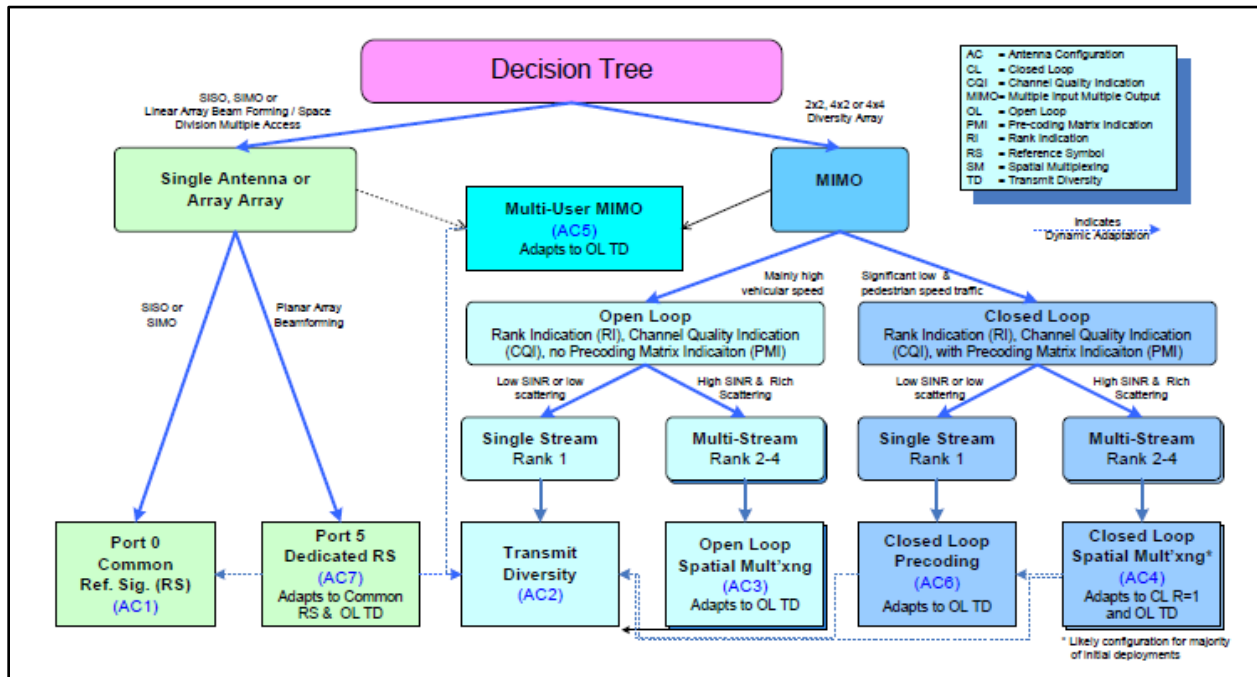 Decision Tree
AC = Antenna Configuration
CL = Closed Loop
CQI = Channel Quality Indication
MIMO= Multiple Input Multiple Output
OL = Open Loop
PMI = Pre-coding Matrix Indication
RI = Rank Indication
RS = Reference Symbol
SM = Spatial Multiplexing
TD = Transmit Diversity
Indicates
Dynamic Adaptation
SISO, SIMO or
Linear Array Beam Forming / Space
Division Multiple Access
2x2, 4x2 or 4x4
Diversity Array
Single Antenna or
Array Array
Multi-User MIMO
(AC5)
Adapts to OL TD
MIMO
SISO or
SIMO
Planar Array
Beamforming
Mainly high
vehicular speed
Significant low &
pedestrian speed traffic
Open Loop
Rank Indication (RI), Channel Quality Indication
(CQI), no Precoding Matrix Indicaiton (PMI)
Closed Loop
Rank Indication (RI), Channel Quality Indication
(CQI), with Precoding Matrix Indicaiton (PMI)
Low SINR or low
scattering
High SINR & Rich
Scattering
Low SINR or low
scattering
High SINR & Rich
Scattering
Single Stream
Rank 1
Multi-Stream
Rank 2-4
Single Stream
Rank 1
Multi-Stream
Rank 2-4
Port 0
Common
Ref. Sig. (RS)
(AC1)
Port 5
Dedicated RS
(AC7)
Adapts to Common
RS & OL TD
Transmit
Diversity
(AC2)
Open Loop
Spatial Mult'xng
(AC3)
Adapts to OL TD
Closed Loop
Precoding
(AC6)
Adapts to OL TD
Closed Loop
Spatial Mult'xng*
(AC4)
Adapts to CL R=1
and OL TD
* Likely configuration for majority
of initial deployments